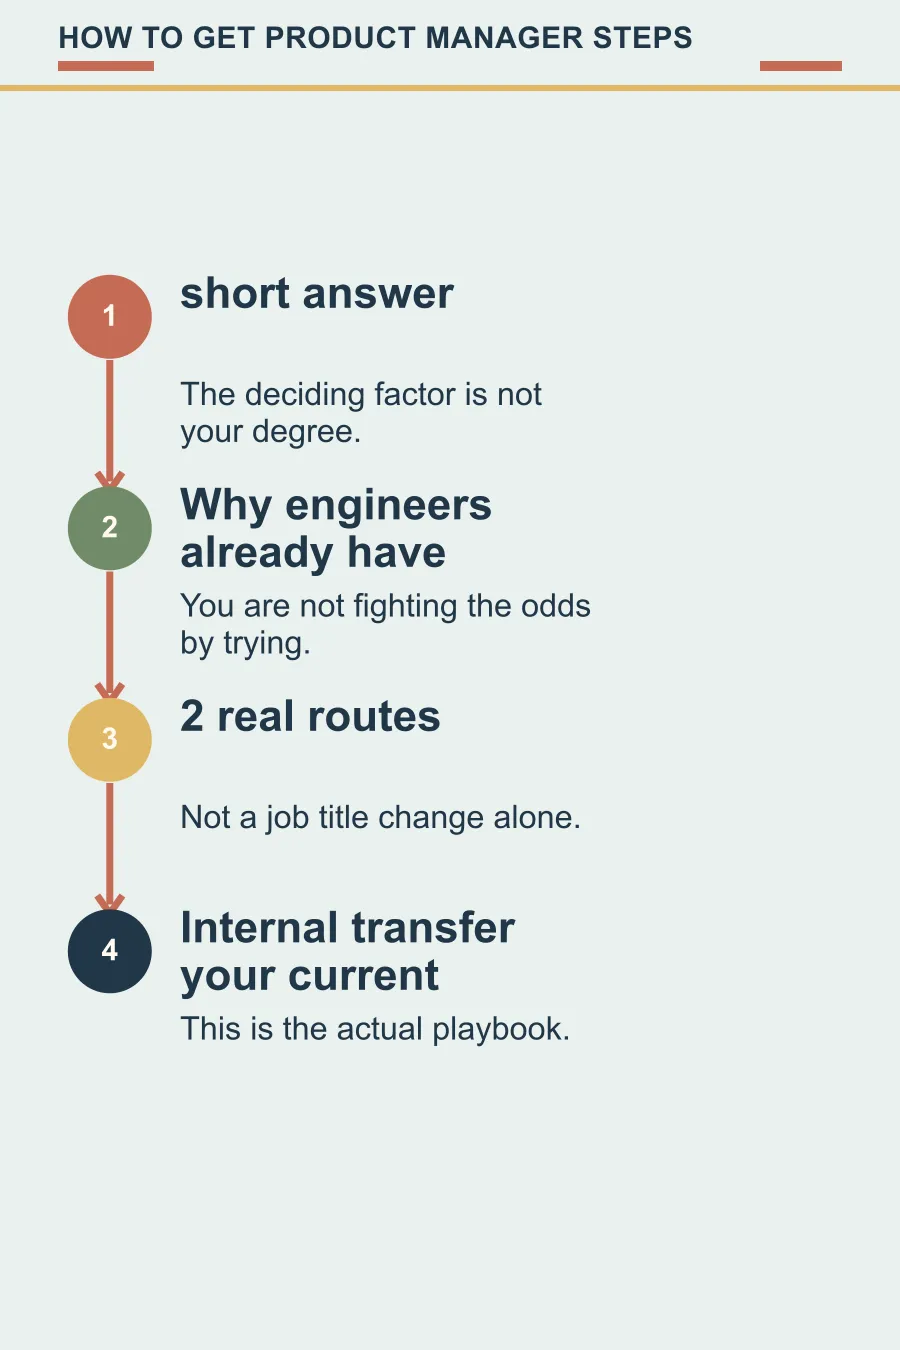 HOW TO GET PRODUCT MANAGER STEPS
1
short answer
The deciding factor is not
your degree.
2
Why engineers
already have
You are not fighting the odds
by trying.
3
2 real routes
Not a job title change alone.
4
Internal transfer
your current
This is the actual playbook.